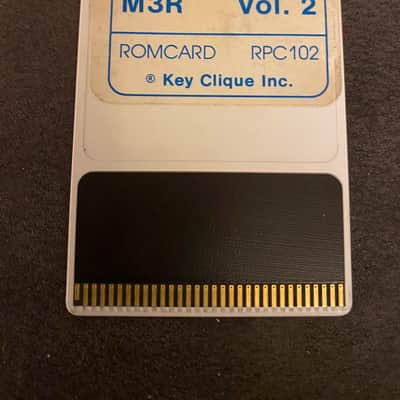 M3R Vol. 2
ROMCARD RPC102
® Key Clique Inc.